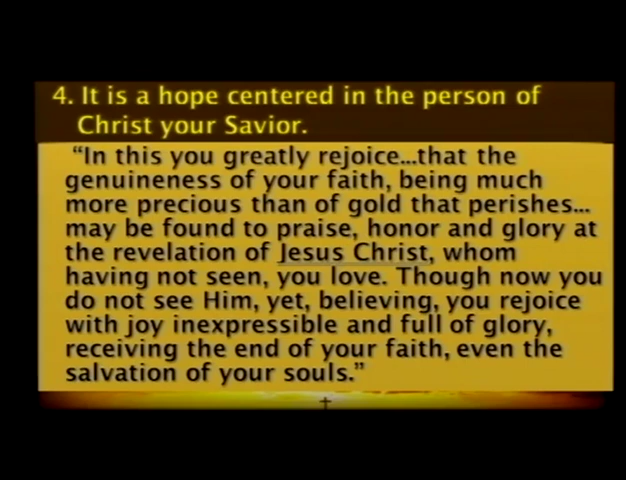 4. It is a hope centered in the person of
Christ your Savior.
“In this you greatly rejoice...that the
genuineness of your faith, being much
more precious than of gold that perishes...
may be found to praise, honor and glory at
the revelation of Jesus Christ, whom
having not seen, you love. Though now you
do not see Him, yet, believing, you rejoice
with joy inexpressible and full of glory,
receiving the end of your faith, even the
salvation of your souls.”